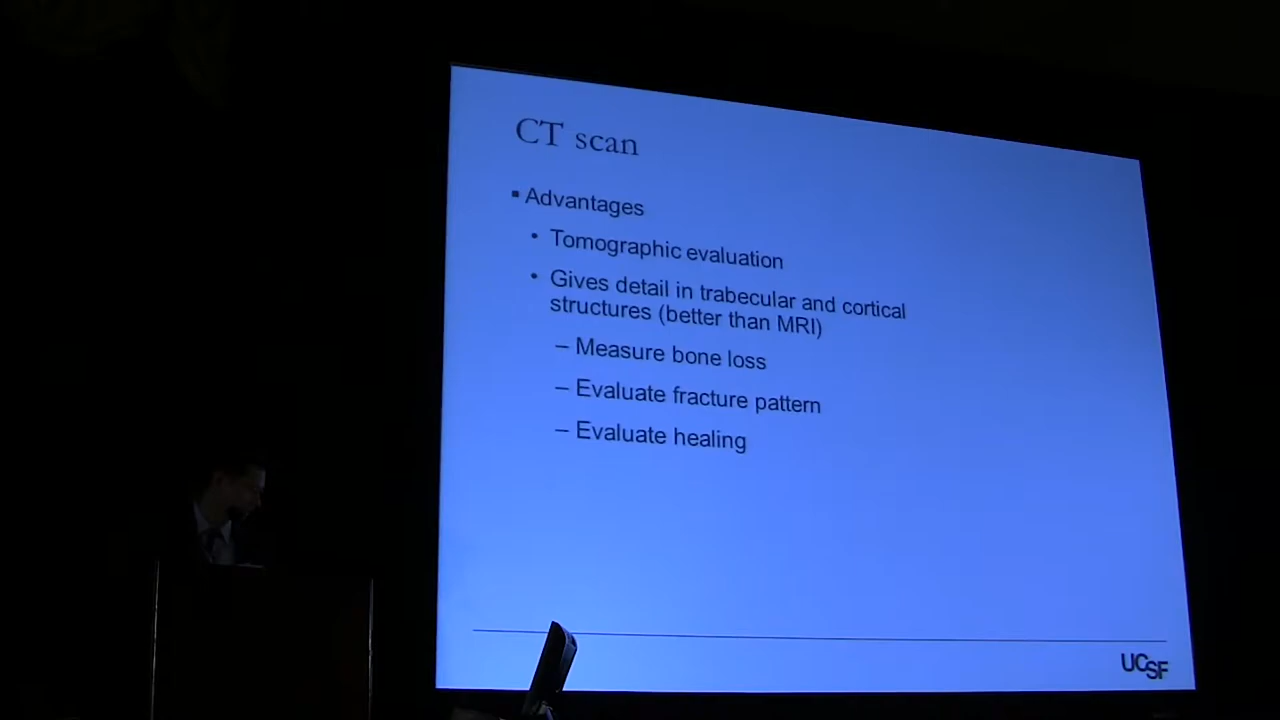 CT scan
▪ Advantages
• Tomographic evaluation
• Gives detail in trabecular and cortical
structures (better than MRI)
– Measure bone loss
– Evaluate fracture pattern
– Evaluate healing
UCSF